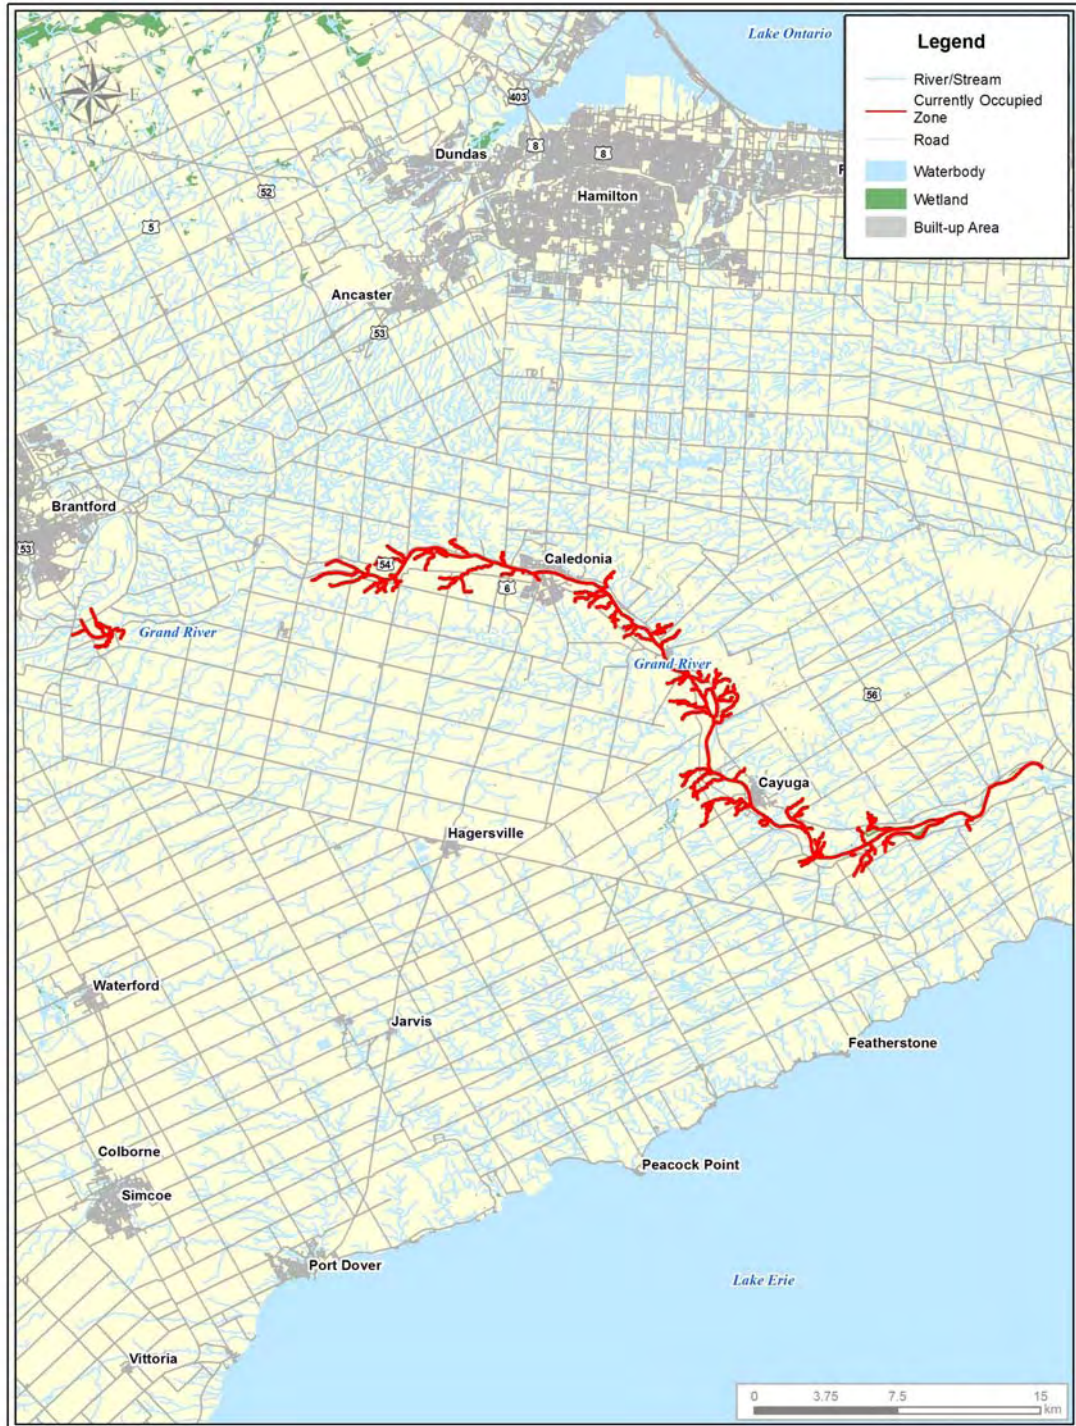 Lake Ontario
Legend
River/Stream
Currently Occupied
Zone
Road
Waterbody
Wetland
Built-up Area
N
W
E
S
403
Dundas
8
8
F
Hamilton
52
5
Ancaster
53
Brantford
53
54
Caledonia
6
Grand River
Grand River
56
Cayuga
Hagersville
Waterford
Jarvis
Featherstone
Colborne
Simcoe
Peacock Point
Port Dover
Lake Erie
Vittoria
0 3.75 7.5 15
km